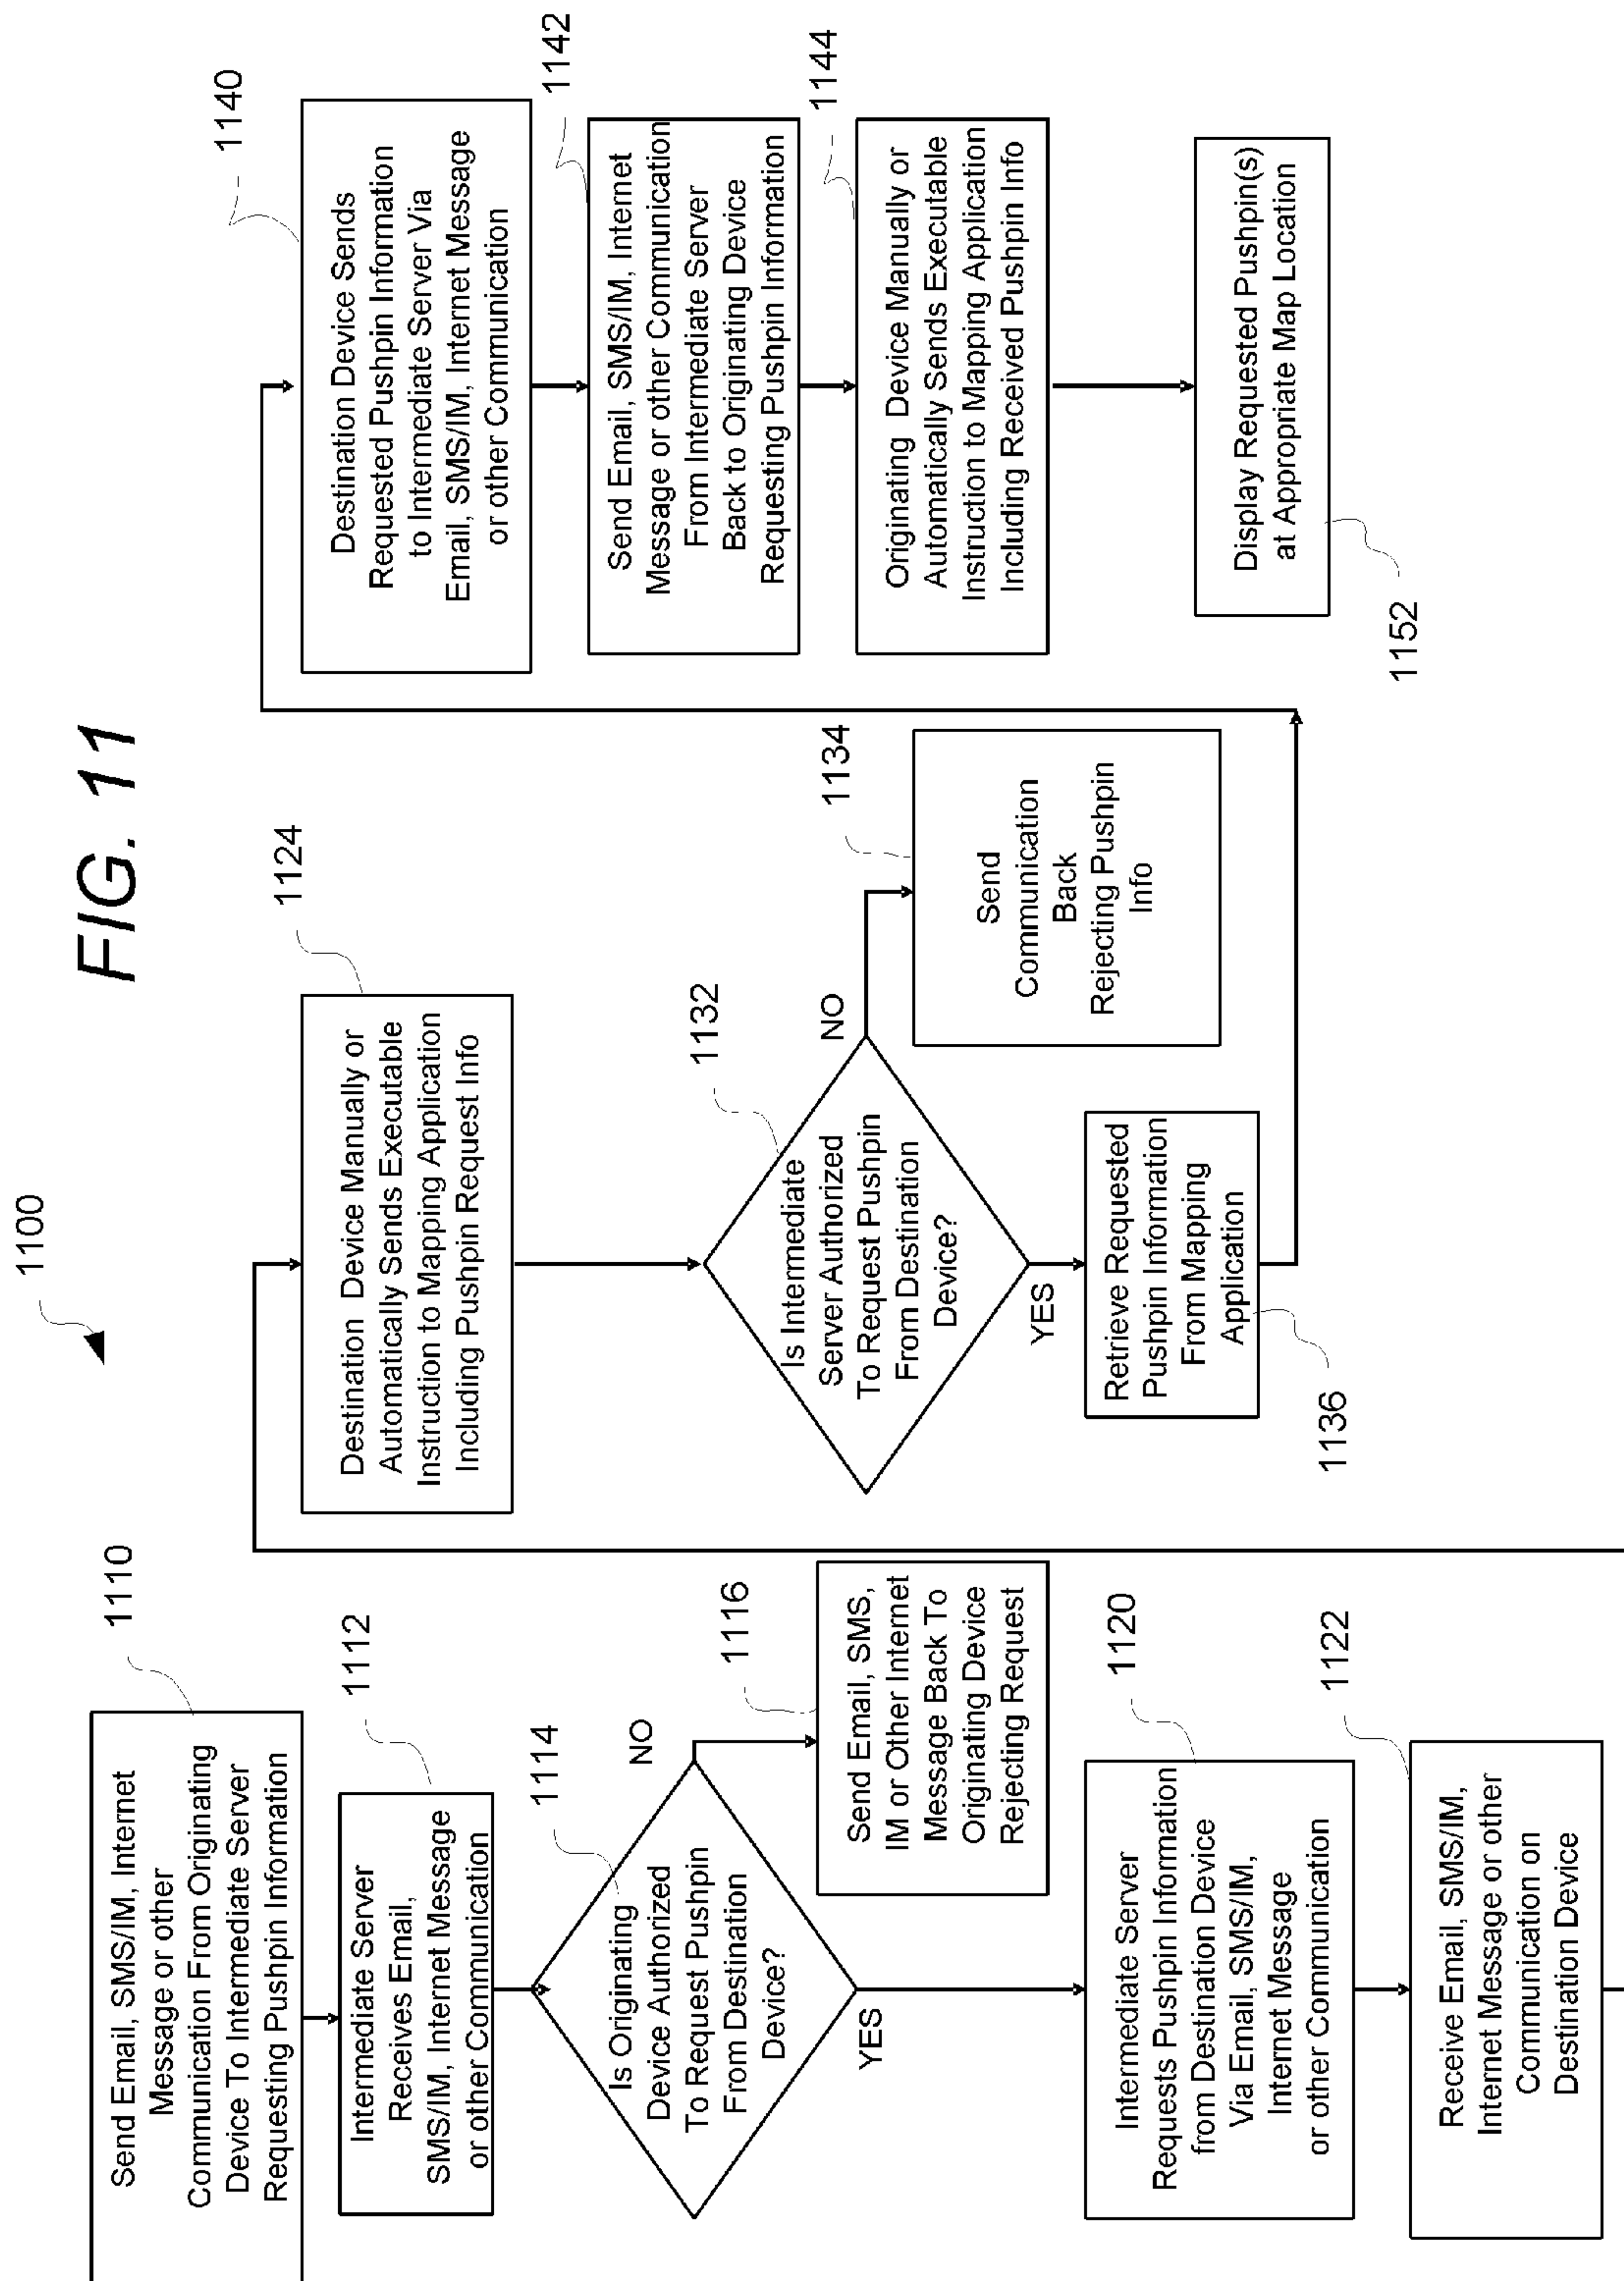 FIG. 11
1100
1110
Send Email, SMS/IM, Internet
Message or other
Communication From Originating
Device To Intermediate Server
Requesting Pushpin Information
1112
Intermediate Server
Receives Email,
SMS/IM, Internet Message
or other Communication
1114
Is Originating
Device Authorized
To Request Pushpin
From Destination
Device?
NO
YES
1116
Send Email, SMS,
IM or Other Internet
Message Back To
Originating Device
Rejecting Request
1120
Intermediate Server
Requests Pushpin Information
from Destination Device
Via Email, SMS/IM,
Internet Message
or other Communication
1122
Receive Email, SMS/IM,
Internet Message or other
Communication on
Destination Device
1124
Destination Device Manually or
Automatically Sends Executable
Instruction to Mapping Application
Including Pushpin Request Info
1132
Is Intermediate
Server Authorized
To Request Pushpin
From Destination
Device?
NO
YES
1134
Send
Communication
Back
Rejecting Pushpin
Info
Retrieve Requested
Pushpin Information
From Mapping
Application
1136
1140
Destination Device Sends
Requested Pushpin Information
to Intermediate Server Via
Email, SMS/IM, Internet Message
or other Communication
1142
Send Email, SMS/IM, Internet
Message or other Communication
From Intermediate Server
Back to Originating Device
Requesting Pushpin Information
1144
Originating Device Manually or
Automatically Sends Executable
Instruction to Mapping Application
Including Received Pushpin Info
Display Requested Pushpin(s)
at Appropriate Map Location
1152